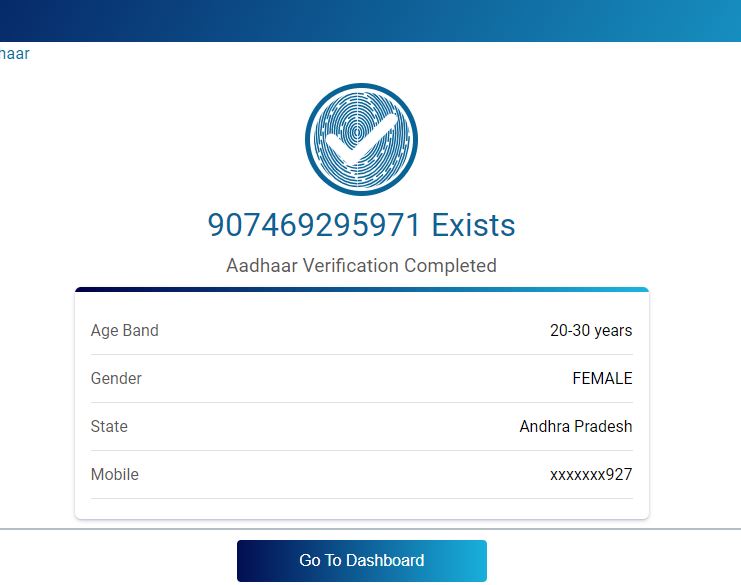 haar
907469295971 Exists
Aadhaar Verification Completed
Age Band 20-30 years
Gender FEMALE
State Andhra Pradesh
Mobile xxxxxxx927
Go To Dashboard